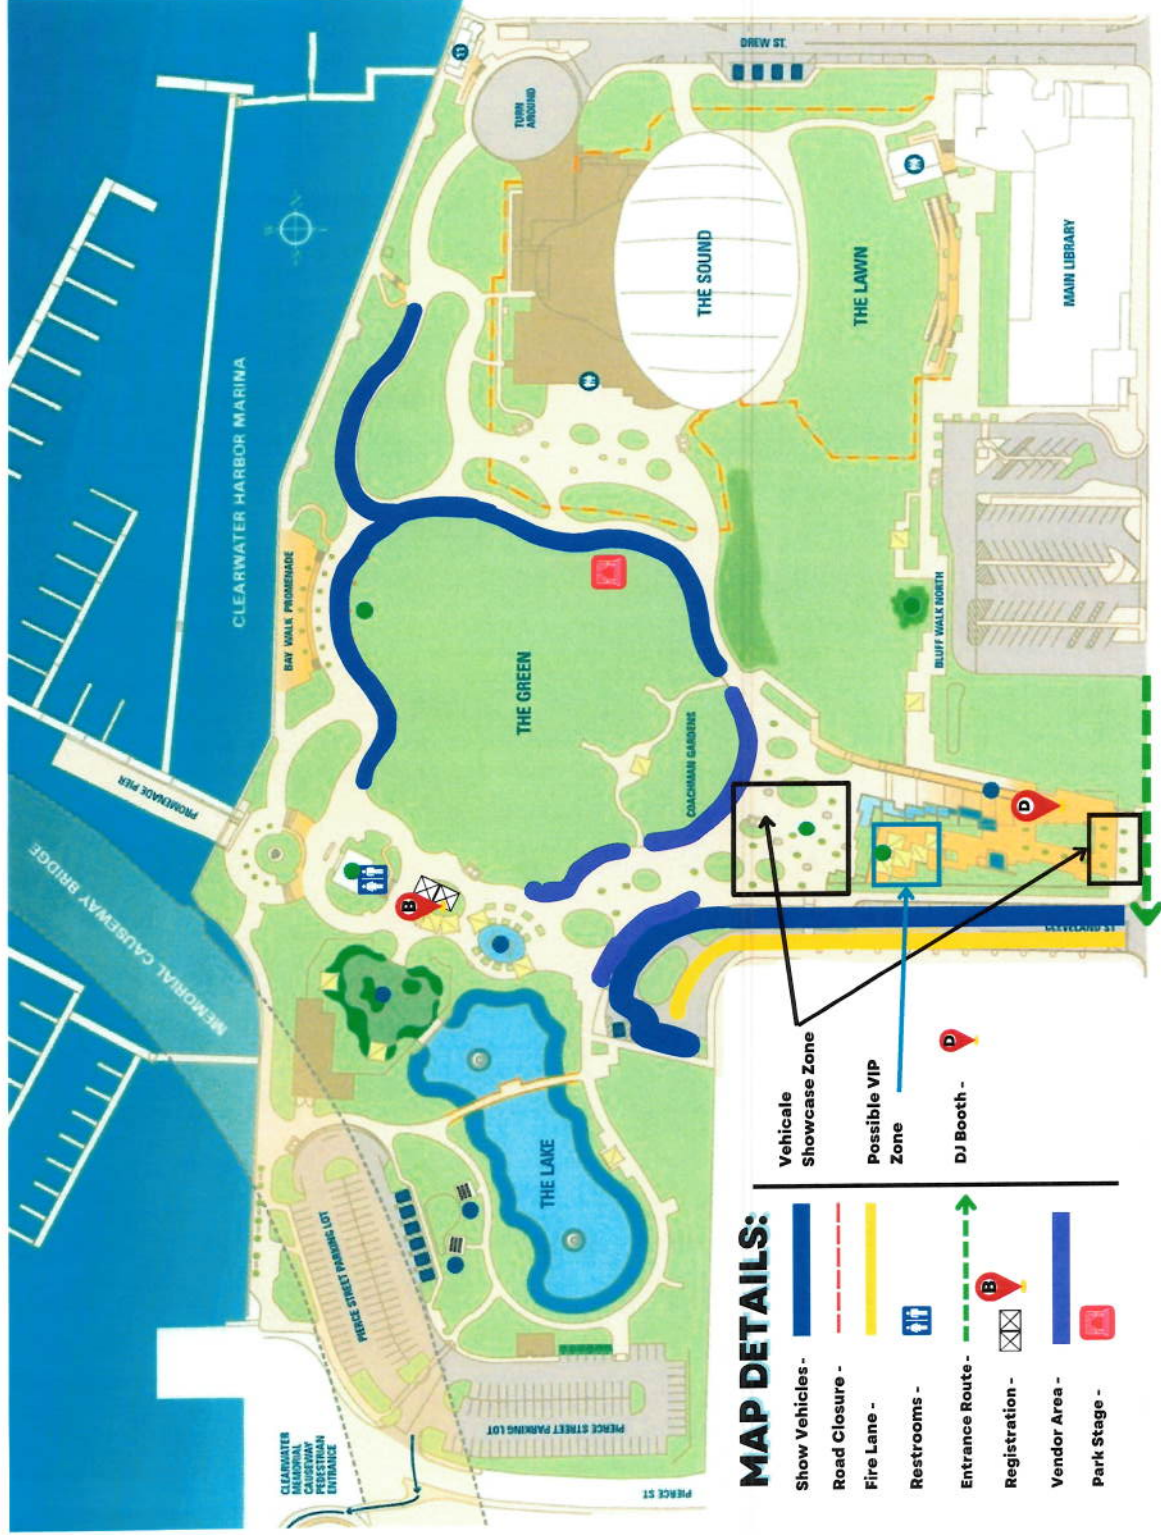 MEMORIAL CAUSEWAY BRIDGE
PROMENADE PIER
CLEARWATER HARBOR MARINA
BAY WALK PROMENADE
TURN
AROUND
DREW ST.
THE SOUND
THE LAWN
MAIN LIBRARY
THE GREEN
COACHMAN GARDENS
BLUFF WALK NORTH
B
D
CLEVELAND ST
THE LAKE
PIERCE STREET PARKING LOT
PIERCE STREET PARKING LOT
CLEARWATER
MEMORIAL
CAUSEWAY
PEDESTRIAN
ENTRANCE
PIERCE ST
MAP DETAILS:
Show Vehicles -
Road Closure -
Fire Lane -
Restrooms -
Entrance Route -
Registration -
B
Vendor Area -
Park Stage -
Vehicale
Showcase Zone
Possible VIP
Zone
DJ Booth -
D